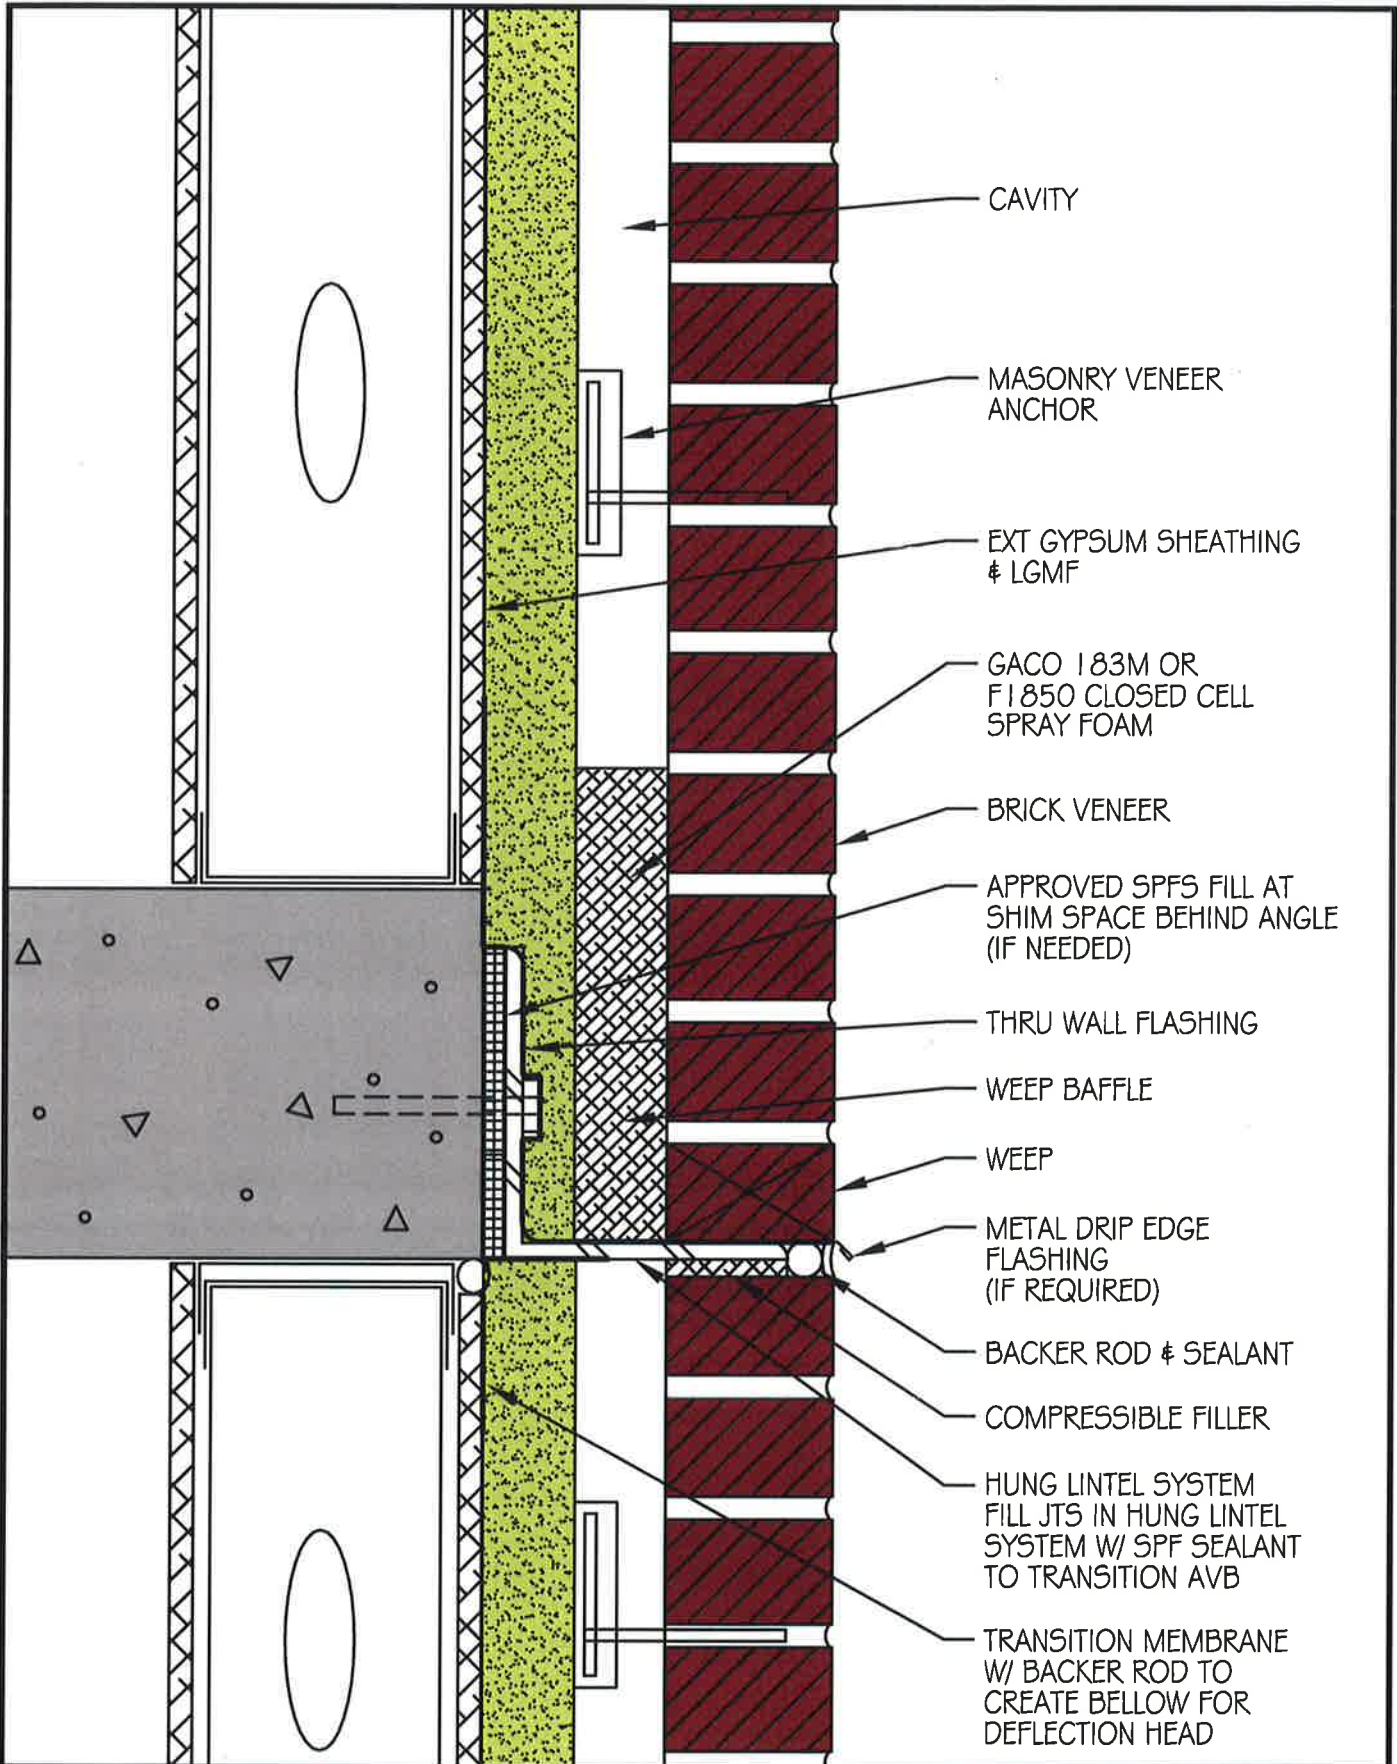 CAVITY
MASONRY VENEER
ANCHOR
EXT GYPSUM SHEATHING
& LGMF
GACO 183M OR
F1850 CLOSED CELL
SPRAY FOAM
BRICK VENEER
APPROVED SPFS FILL AT
SHIM SPACE BEHIND ANGLE
(IF NEEDED)
THRU WALL FLASHING
WEEP BAFFLE
WEEP
METAL DRIP EDGE
FLASHING
(IF REQUIRED)
BACKER ROD & SEALANT
COMPRESSIBLE FILLER
HUNG LINTEL SYSTEM
FILL JTS IN HUNG LINTEL
SYSTEM W/ SPF SEALANT
TO TRANSITION AVB
TRANSITION MEMBRANE
W/ BACKER ROD TO
CREATE BELLOW FOR
DEFLECTION HEAD